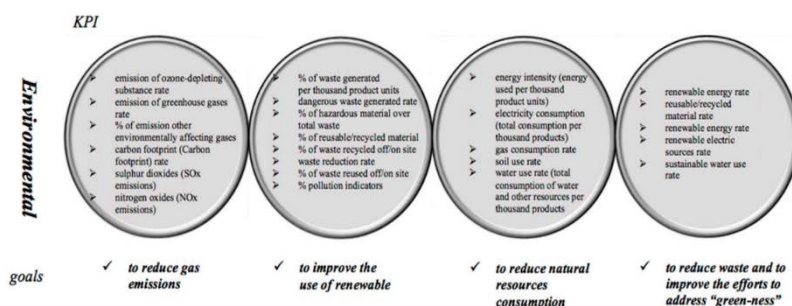 KPI
Environmental
➢ emission of ozone-depleting
substance rate
➢ emission of greenhouse gases
rate
➢ % of emission other
environmentally affecting gases
➢ carbon footprint (Carbon
footprint) rate
➢ sulphur dioxides (SOx
emissions)
➢ nitrogen oxides (NOx
emissions)
➢ % of waste generated
per thousand product units
➢ dangerous waste generated rate
➢ % of hazardous material over
total waste
➢ % of reusable/recycled material
➢ % of waste recycled off/on site
➢ waste reduction rate
➢ % of waste reused off/on site
➢ % pollution indicators
➢ energy intensity (energy
used per thousand
product units)
➢ electricity consumption
(total consumption per
thousand products)
➢ gas consumption rate
➢ soil use rate
➢ water use rate (total
consumption of water
and other resources per
thousand products)
➢ renewable energy rate
➢ reusable/recycled
material rate
➢ renewable energy rate
➢ renewable electric
sources rate
➢ sustainable water use
rate
goals
✓ to reduce gas
emissions
✓ to improve the
use of renewable
✓ to reduce natural
resources
consumption
✓ to reduce waste and to
improve the efforts to
address “green-ness”